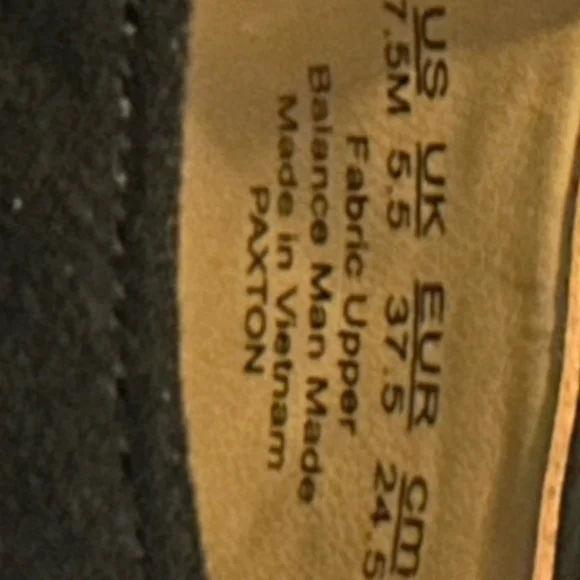 US UK EUR cm
7.5M 5.5 37.5 24.5
Fabric Upper
Balance Man Made
Made in Vietnam
PAXTON